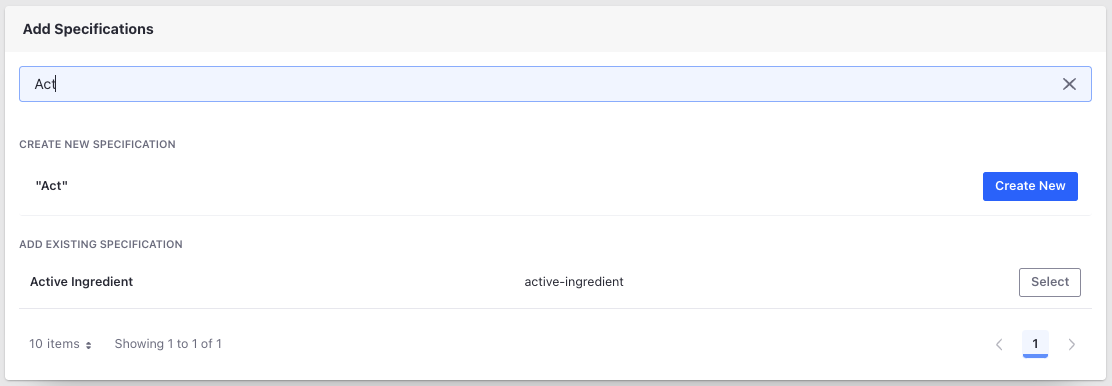 Add Specifications
Act
CREATE NEW SPECIFICATION
"Act" Create New
ADD EXISTING SPECIFICATION
Active Ingredient active-ingredient Select
10 items Showing 1 to 1 of 1 1